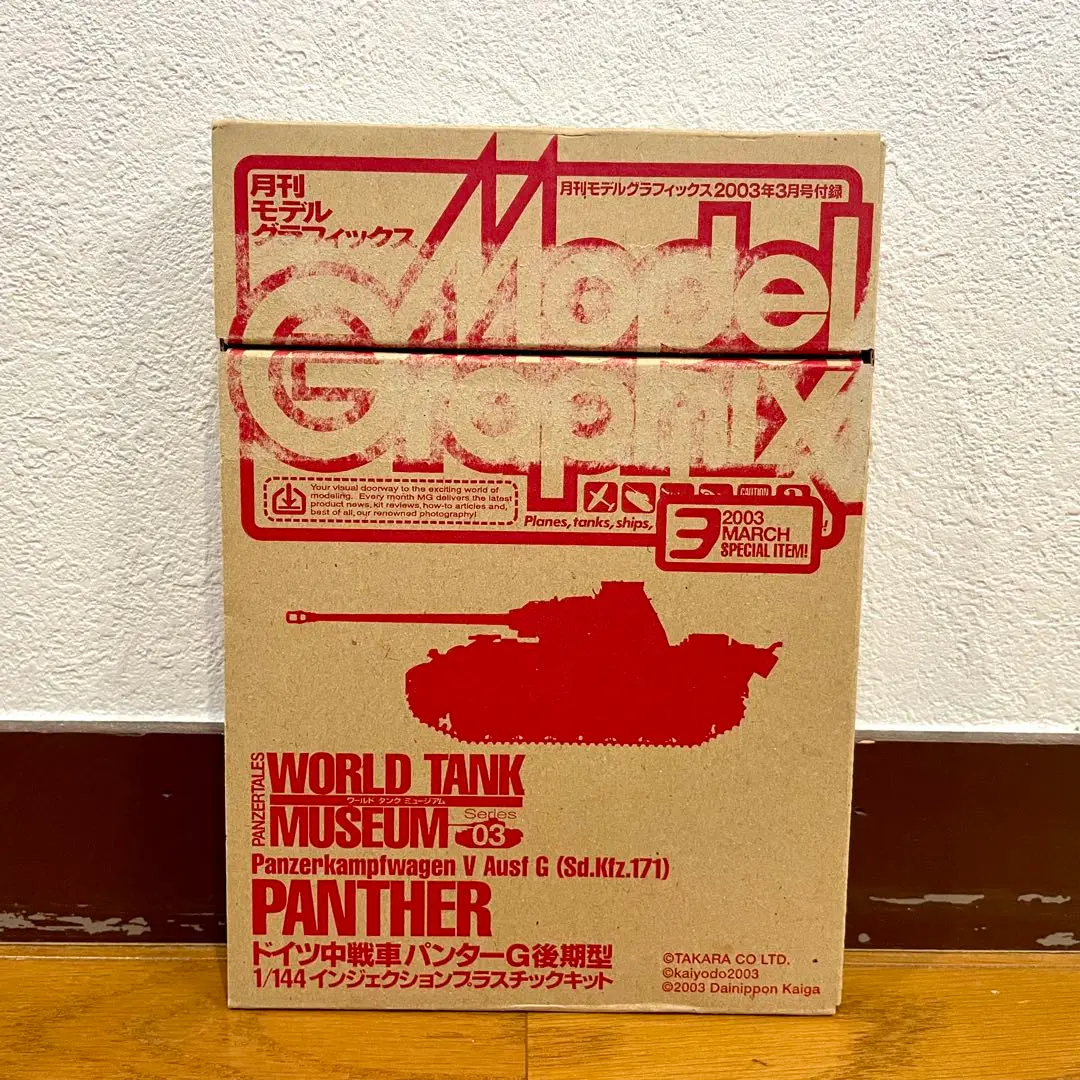 月刊
モデル
グラフィックス
月刊モデルグラフィックス2003年3月号付録
Model
Graphix
Your visual doorway to the exciting world of
modeling. Every month MG delivers the latest
product news, kit reviews, how-to articles and,
best of all, our renowned photography!
CAUTION
Planes, tanks, ships,
3
2003
MARCH
SPECIAL ITEM!
PANZERTALES
WORLD TANK
ワールド タンク ミュージアム
MUSEUM
Series
03
Panzerkampfwagen V Ausf G (Sd.Kfz.171)
PANTHER
ドイツ中戦車 パンターG後期型
1/144 インジェクションプラスチックキット
©TAKARA CO LTD.
©kaiyodo2003
©2003 Dainippon Kaiga